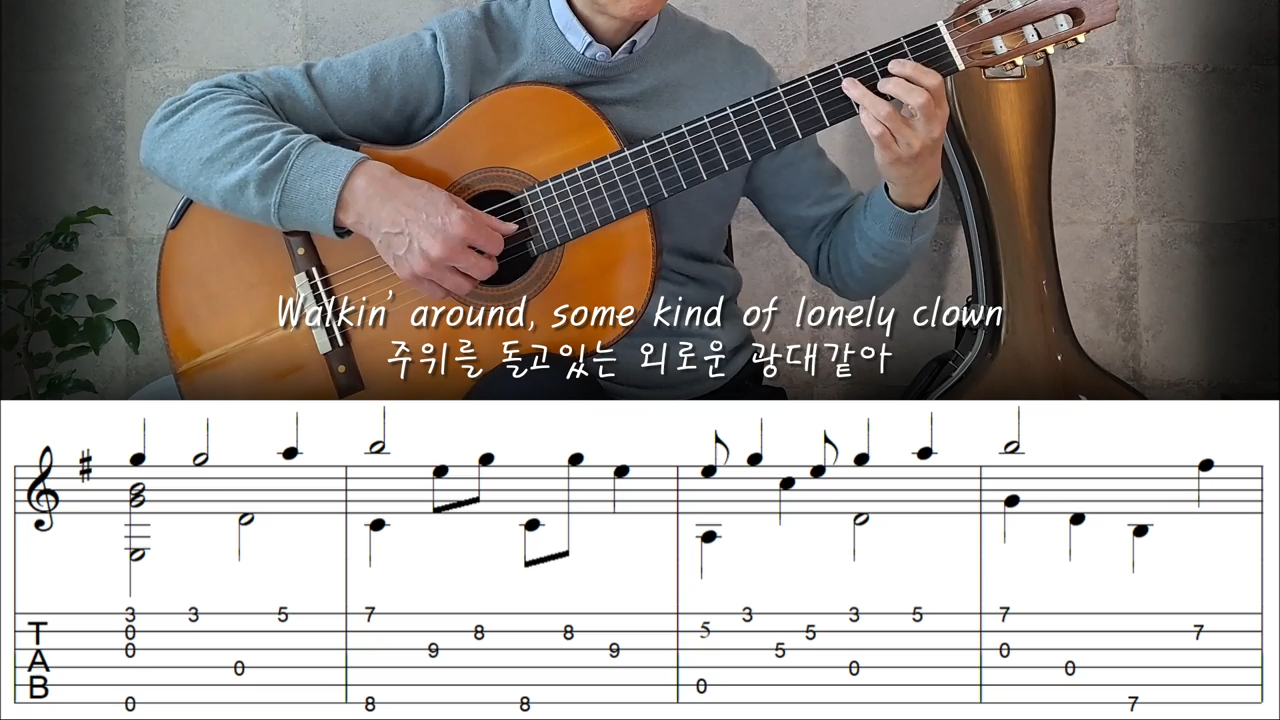 Walkin' around, some kind of lonely clown
주위를 돌고있는 외로운 광대같아
3 3 5 7 3 3 5 7
T 0 8 8 5 5 7
A 0 9 9 5 0
0 0 0
B 0
0 8 8 7